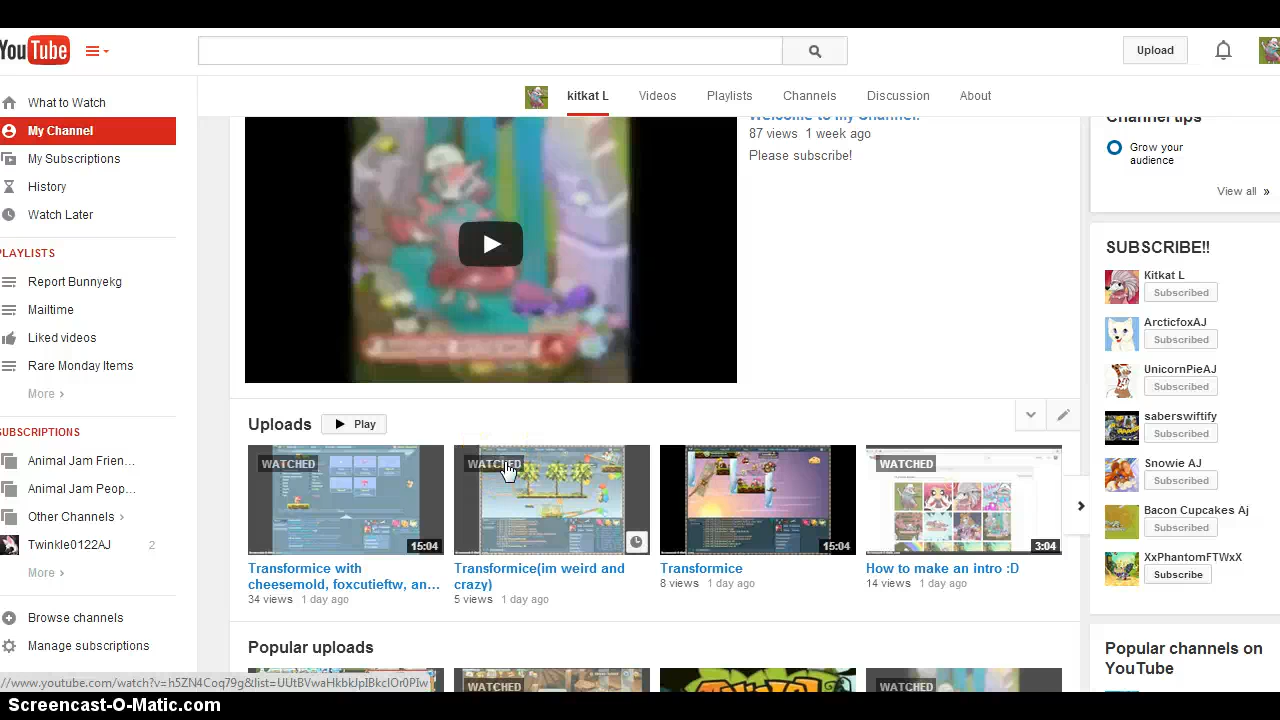 YouTube
Upload
What to Watch
My Channel
My Subscriptions
History
Watch Later
PLAYLISTS
Report Bunnyekg
Mailtime
Liked videos
Rare Monday Items
More ›
SUBSCRIPTIONS
Animal Jam Frien...
Animal Jam Peop...
Other Channels ›
Twinkle0122AJ 2
More ›
Browse channels
Manage subscriptions
kitkat L Videos Playlists Channels Discussion About
Welcome to my Channel!
87 views 1 week ago
Please subscribe!
Uploads Play
WATCHED
15:04
Transformice with
cheesemold, foxcutieftw, an...
34 views 1 day ago
WATCHED
Transformice(im weird and
crazy)
5 views 1 day ago
15:04
Transformice
8 views 1 day ago
WATCHED
3:04
How to make an intro :D
14 views 1 day ago
Popular uploads
WATCHED
WATCHED
Channel tips
Grow your
audience
View all »
SUBSCRIBE!!
Kitkat L
Subscribed
ArcticfoxAJ
Subscribed
UnicornPieAJ
Subscribed
saberswiftify
Subscribed
Snowie AJ
Subscribed
Bacon Cupcakes Aj
Subscribed
XxPhantomFTWxX
Subscribe
Popular channels on
YouTube
Screencast-O-Matic.com